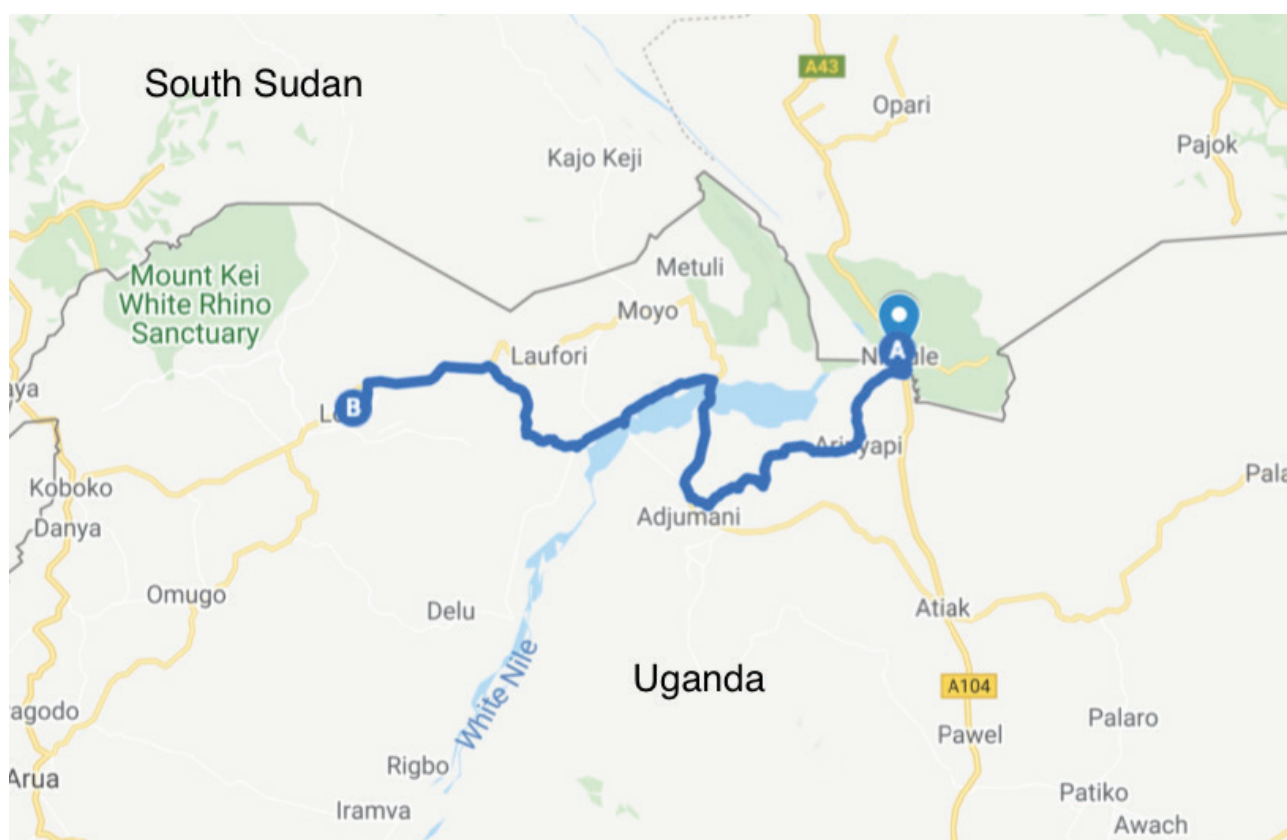 South Sudan
A43
Opari
Pajok
Kajo Keji
Metuli
Mount Kei
White Rhino
Sanctuary
Moyo
Laufori
A
B
Arinyapi
Koboko
Danya
Adjumani
Omugo
Delu
Atiak
White Nile
Uganda
A104
Palaro
Pawel
Rigbo
Arua
Iramva
Patiko
Awach